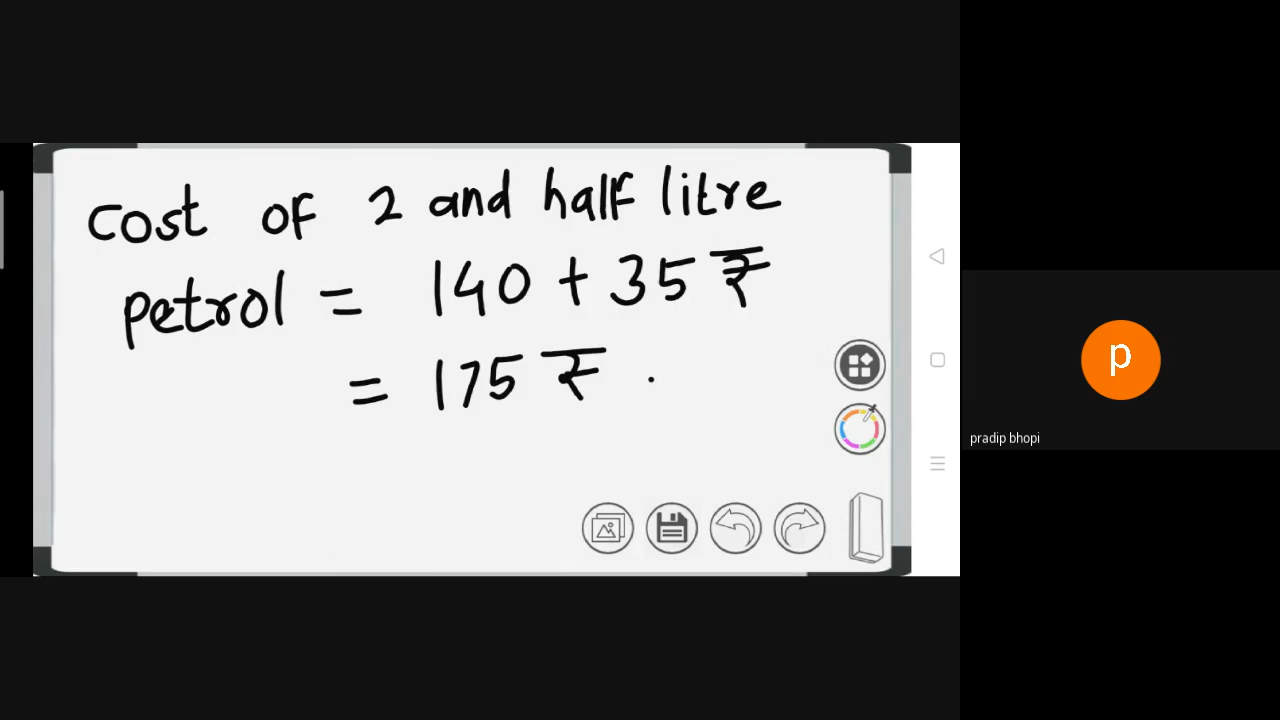 cost of 2 and half litre
petrol = 140 + 35 ₹
= 175 ₹ .
p
pradip bhopi